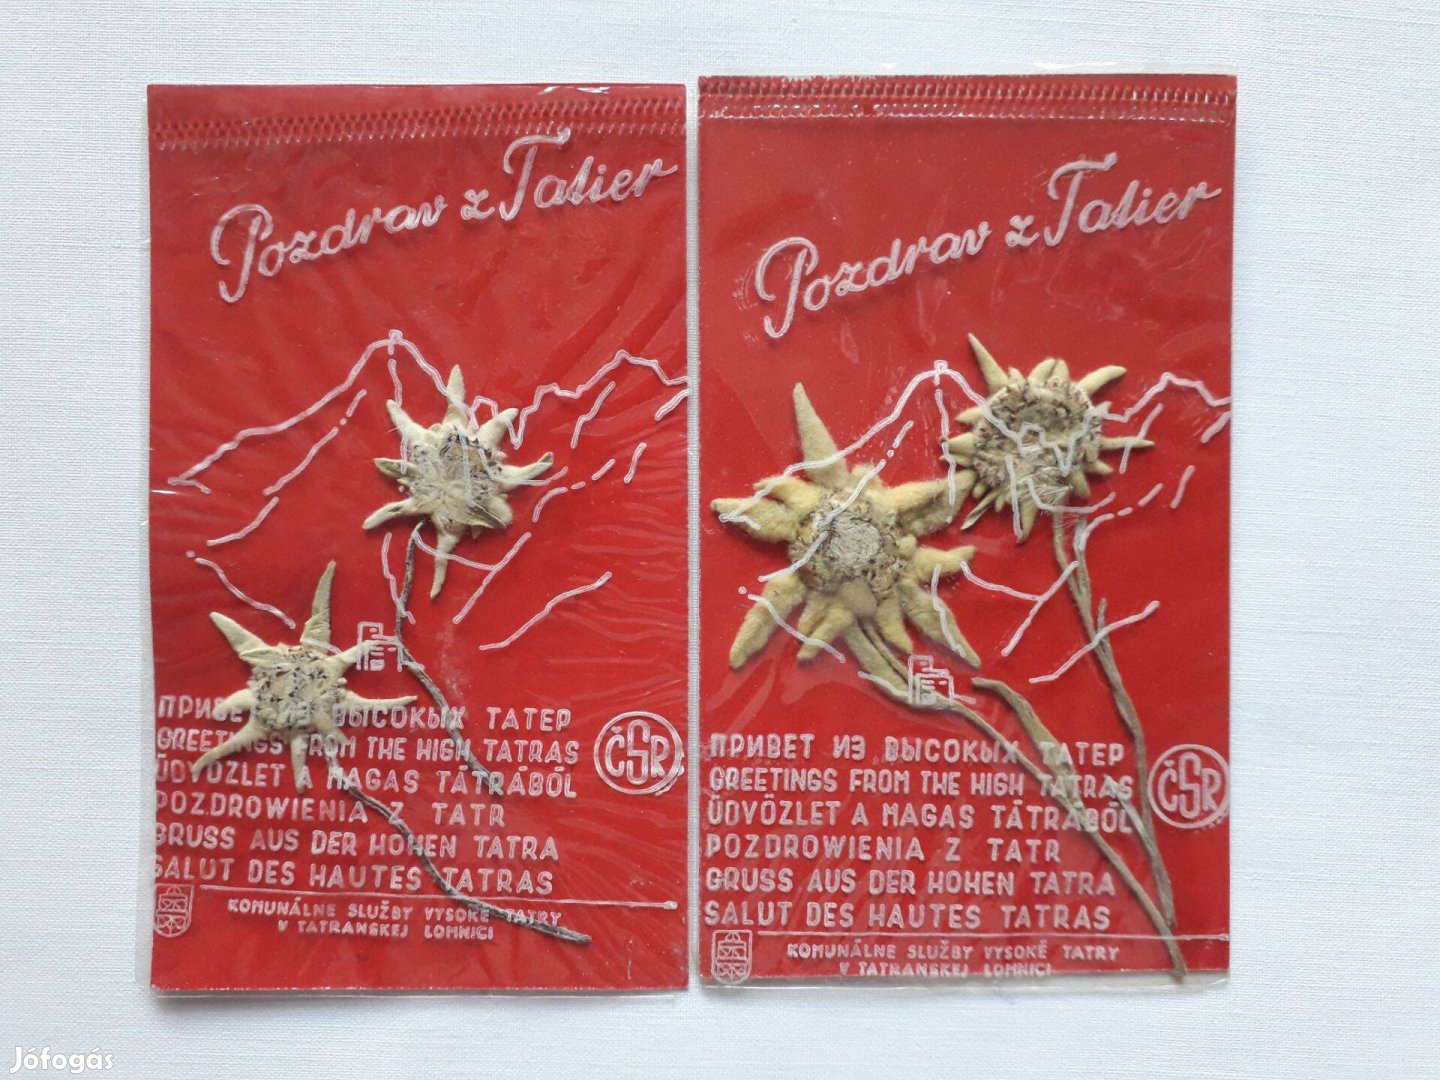 Pozdrav z Tatier
ПРИВЕТ ИЗ ВЫСОКЫХ ТАТЕР
GREETINGS FROM THE HIGH TATRAS
ÜDVÖZLET A MAGAS TÁTRÁBÓL
POZDROWIENIA Z TATR
GRUSS AUS DER HOHEN TATRA
SALUT DES HAUTES TATRAS
ČSR
KOMUNÁLNE SLUŽBY VYSOKÉ TATRY
V TATRANSKEJ LOMNICI
Pozdrav z Tatier
ПРИВЕТ ИЗ ВЫСОКЫХ ТАТЕР
GREETINGS FROM THE HIGH TATRAS
ÜDVÖZLET A MAGAS TÁTRÁBÓL
POZDROWIENIA Z TATR
GRUSS AUS DER HOHEN TATRA
SALUT DES HAUTES TATRAS
ČSR
KOMUNÁLNE SLUŽBY VYSOKÉ TATRY
V TATRANSKEJ LOMNICI
Jófogás